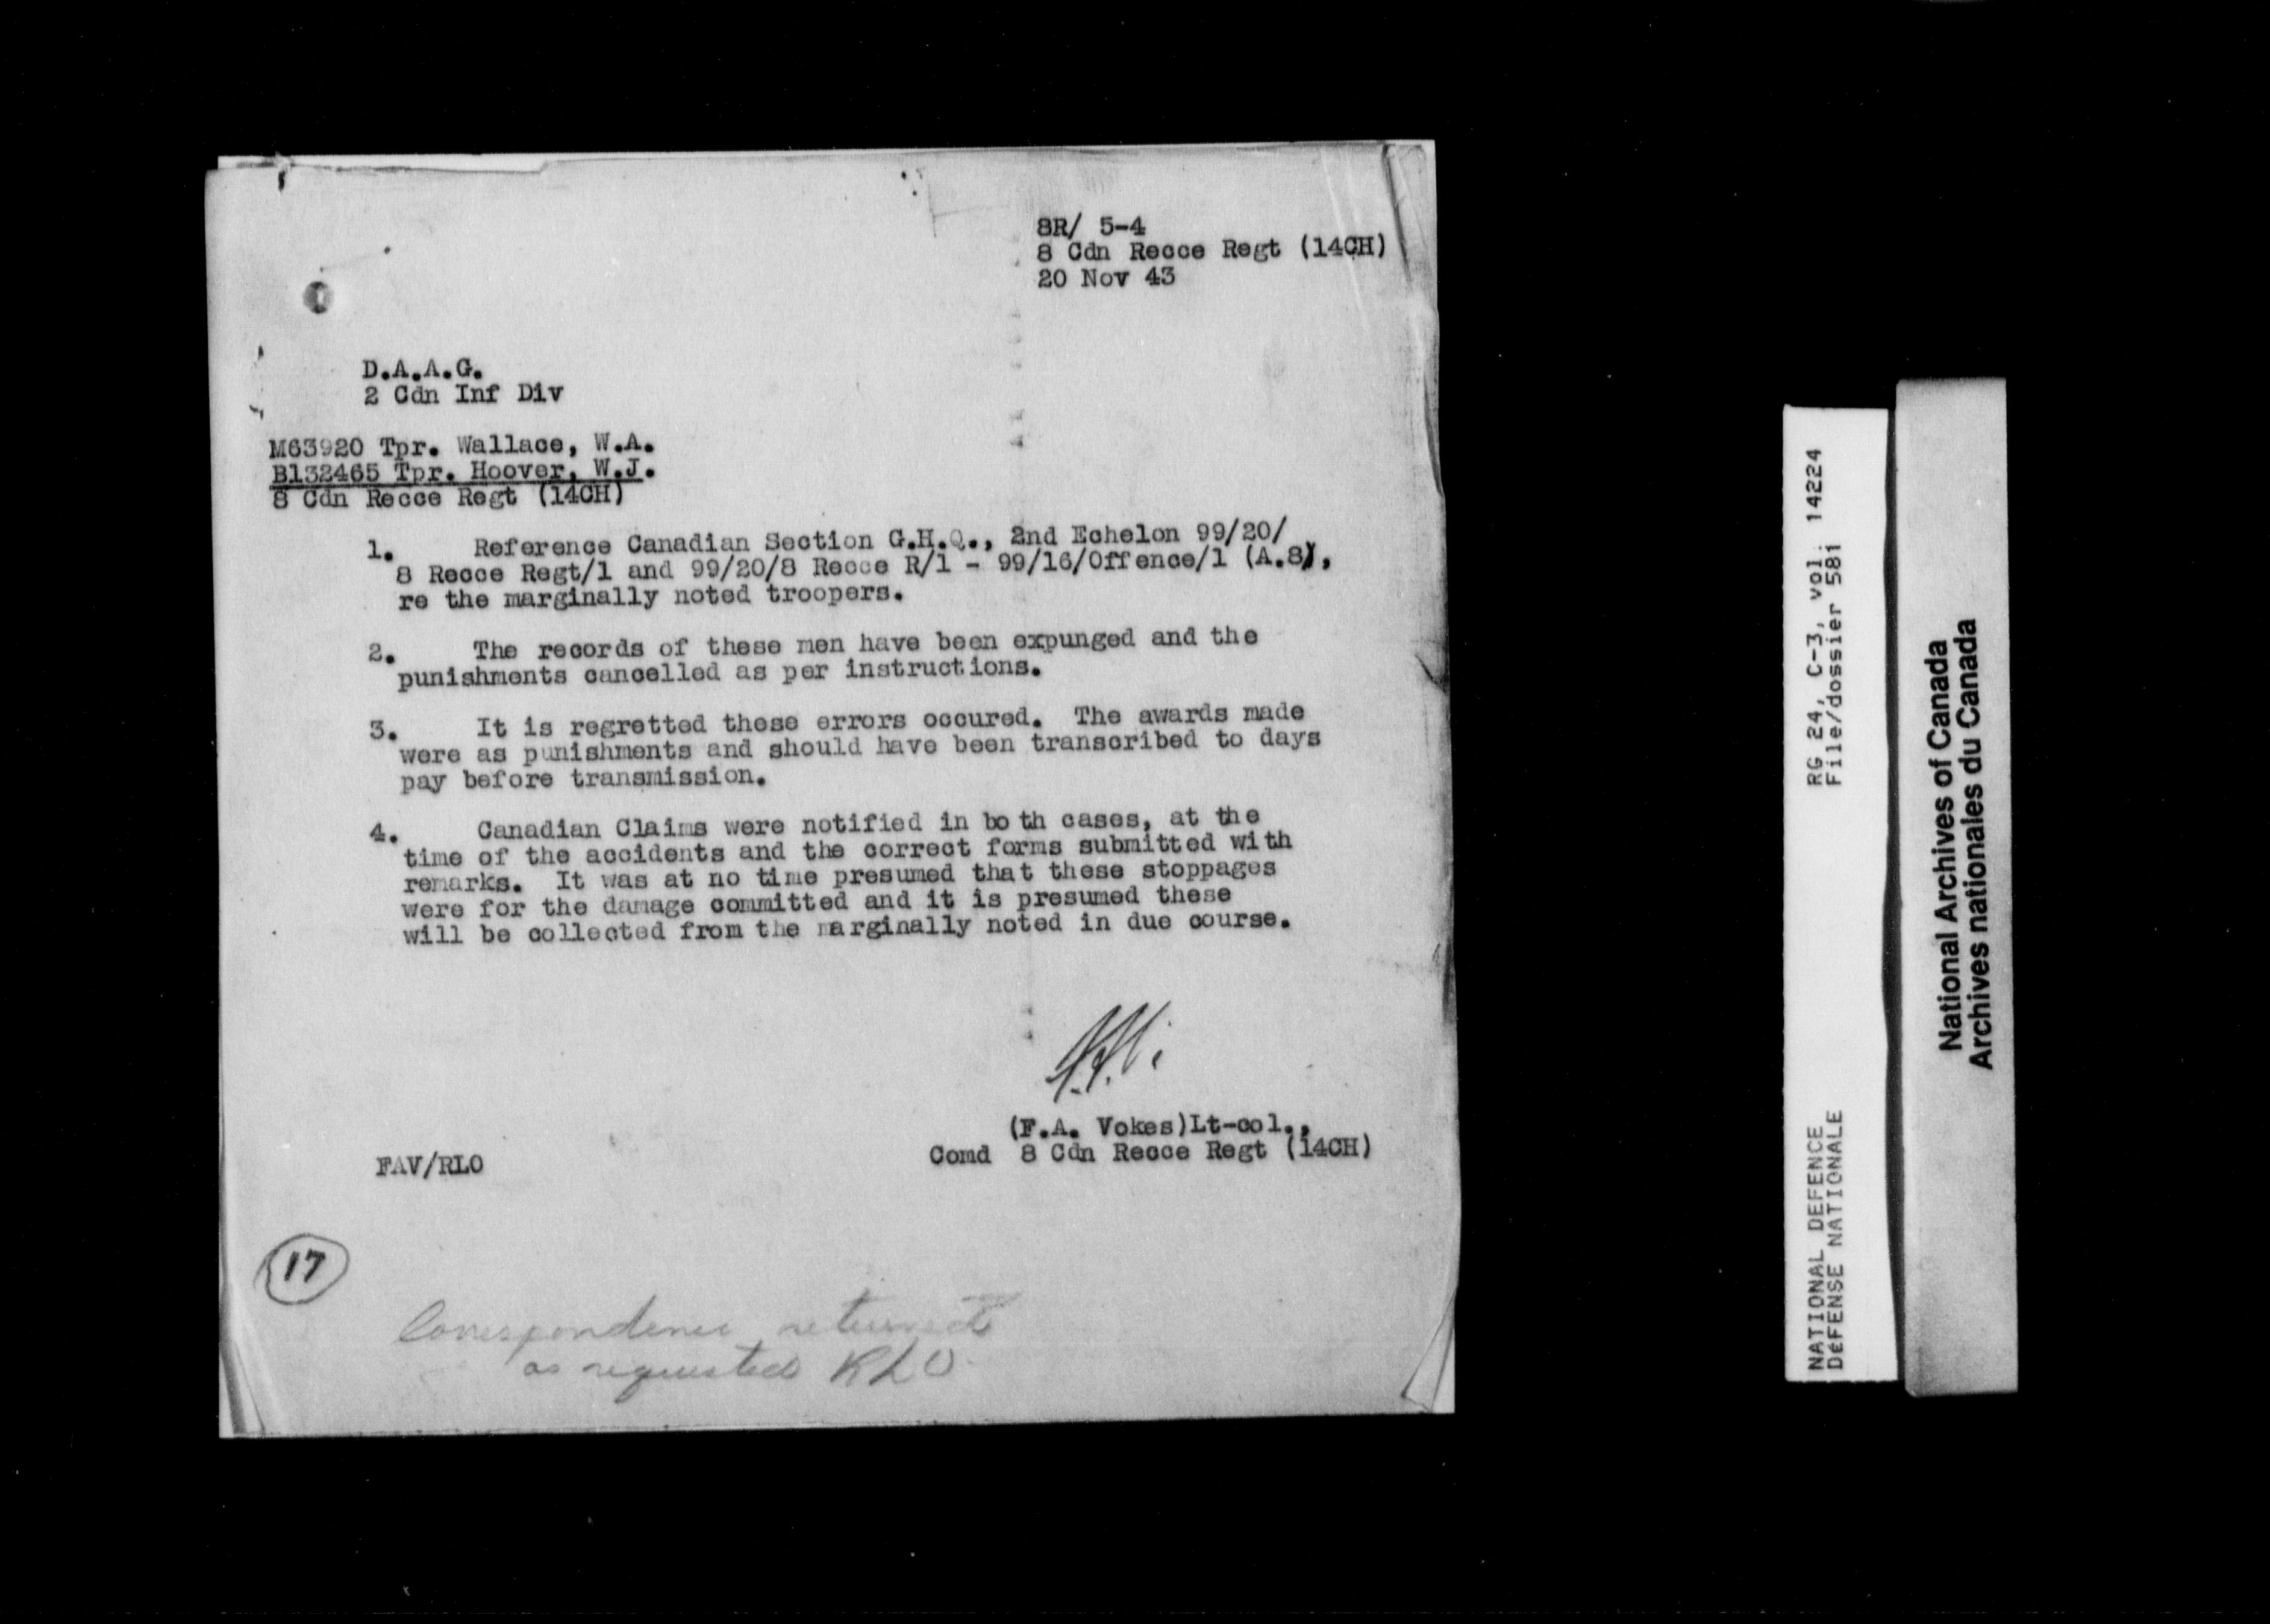 8R/ 5-4
8 Cdn Recce Regt (14CH)
20 Nov 43
D.A.A.G.
2 Cdn Inf Div
M63920 Tpr. Wallace, W.A.
B132465 Tpr. Hoover, W.J.
8 Cdn Recce Regt (14CH)
1. Reference Canadian Section G.H.Q., 2nd Echelon 99/20/
8 Recce Regt/1 and 99/20/8 Recce R/1 - 99/16/Offence/1 (A.8),
re the marginally noted troopers.
2. The records of these men have been expunged and the
punishments cancelled as per instructions.
3. It is regretted these errors occured. The awards made
were as punishments and should have been transcribed to days
pay before transmission.
4. Canadian Claims were notified in both cases, at the
time of the accidents and the correct forms submitted with
remarks. It was at no time presumed that these stoppages
were for the damage committed and it is presumed these
will be collected from the marginally noted in due course.
(F.A. Vokes)Lt-col.,
Comd 8 Cdn Recce Regt (14CH)
FAV/RLO
17
Correspondence returned
as requested RLO
NATIONAL DEFENCE RG 24, C-3, vol. 14224
DéFENSE NATIONALE File/dossier 581
National Archives of Canada
Archives nationales du Canada